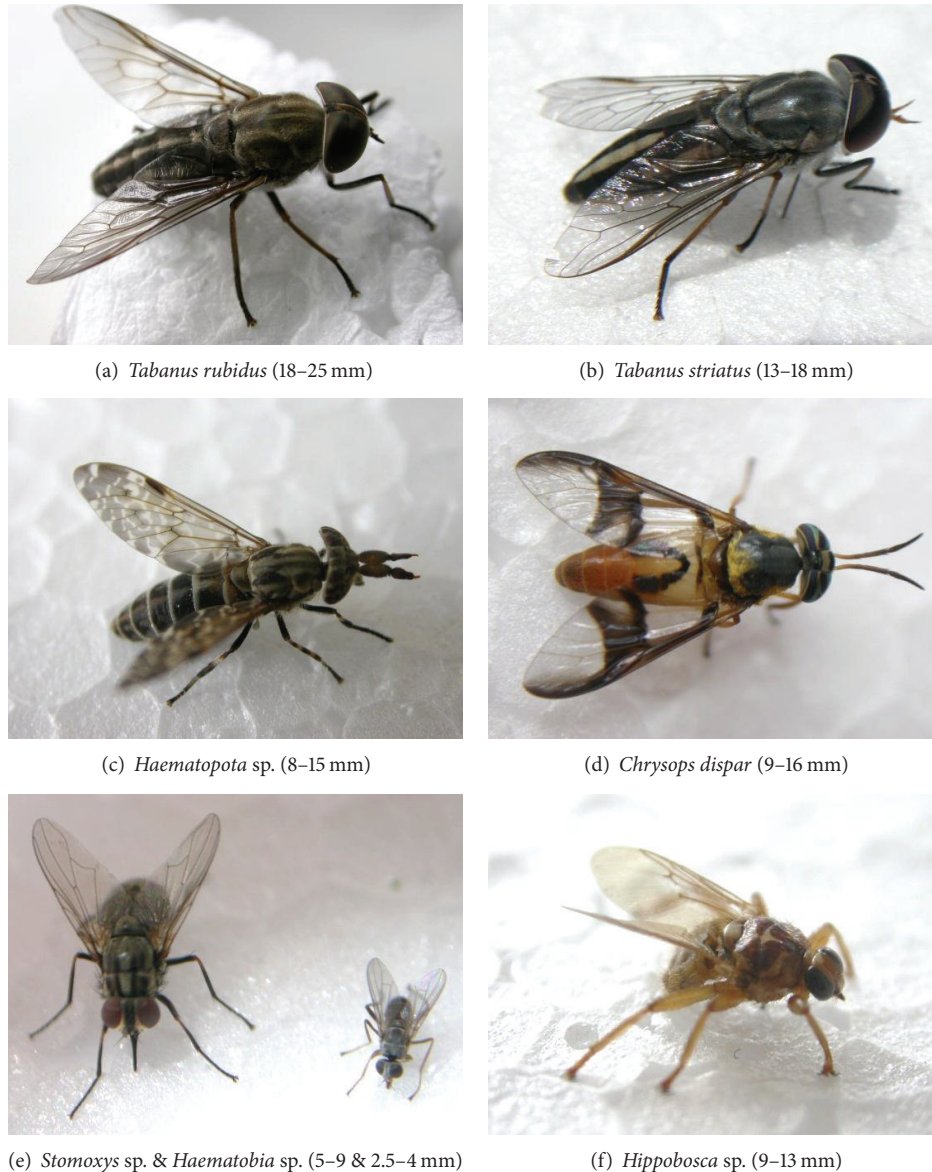 (a) Tabanus rubidus (18–25 mm)
(b) Tabanus striatus (13–18 mm)
(c) Haematopota sp. (8–15 mm)
(d) Chrysops dispar (9–16 mm)
(e) Stomoxys sp. & Haematobia sp. (5–9 & 2.5–4 mm)
(f) Hippobosca sp. (9–13 mm)